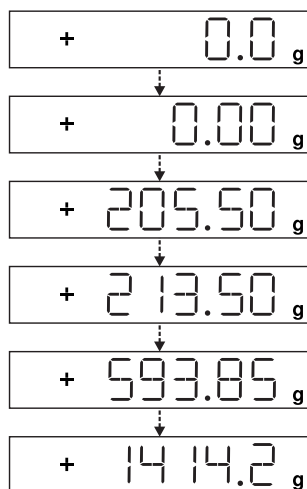 + 0.0 g
+ 0.00 g
+ 205.50 g
+ 213.50 g
+ 593.85 g
+ 1414.2 g